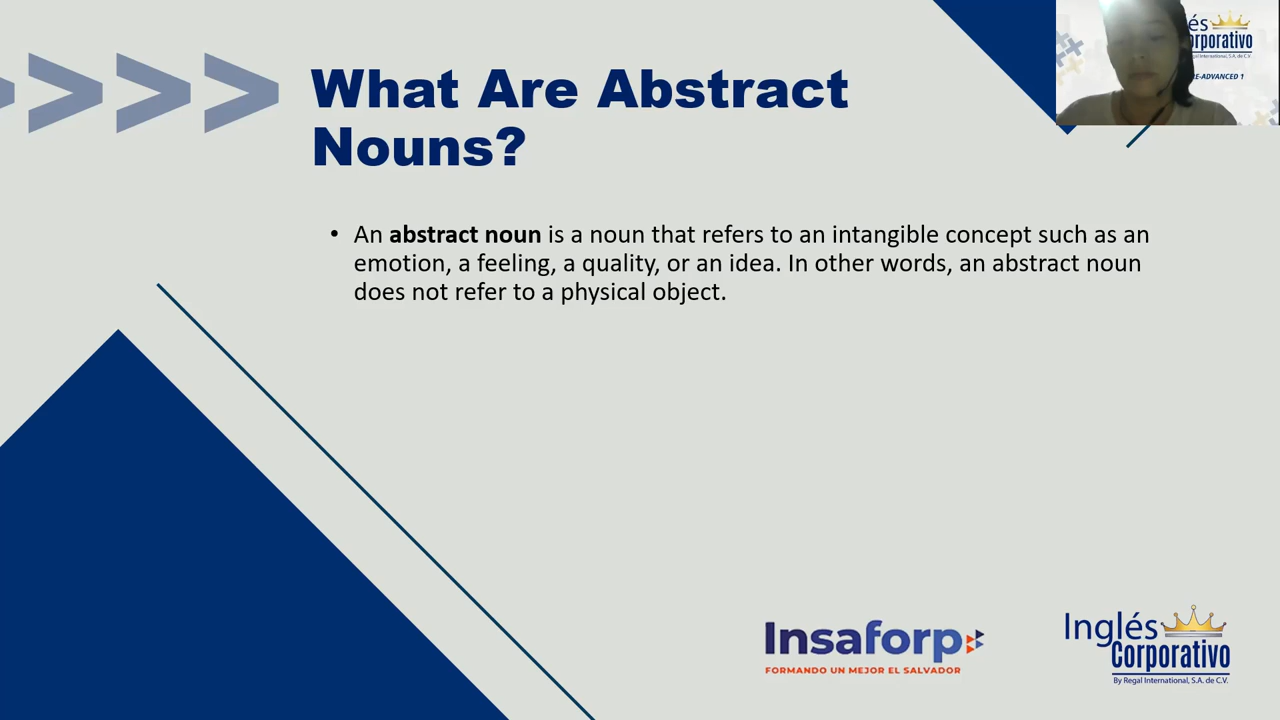 What Are Abstract
Nouns?
• An abstract noun is a noun that refers to an intangible concept such as an
emotion, a feeling, a quality, or an idea. In other words, an abstract noun
does not refer to a physical object.
Insaforp
FORMANDO UN MEJOR EL SALVADOR
Inglés
Corporativo
By Regal International, S.A. de C.V.